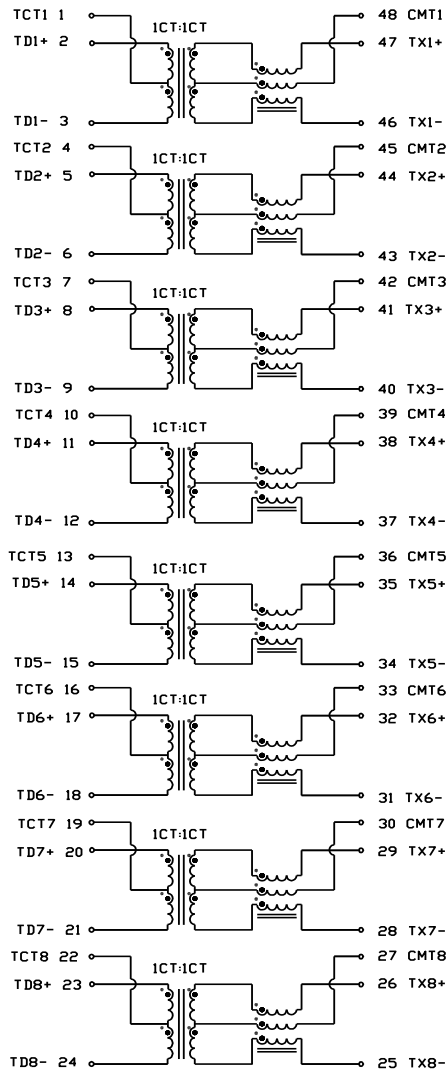 TCT1 1 48 CMT1
TD1+ 2 1CT:1CT 47 TX1+
TD1- 3 46 TX1-
TCT2 4 45 CMT2
TD2+ 5 1CT:1CT 44 TX2+
TD2- 6 43 TX2-
TCT3 7 42 CMT3
TD3+ 8 1CT:1CT 41 TX3+
TD3- 9 40 TX3-
TCT4 10 39 CMT4
TD4+ 11 1CT:1CT 38 TX4+
TD4- 12 37 TX4-
TCT5 13 36 CMT5
TD5+ 14 1CT:1CT 35 TX5+
TD5- 15 34 TX5-
TCT6 16 33 CMT6
TD6+ 17 1CT:1CT 32 TX6+
TD6- 18 31 TX6-
TCT7 19 30 CMT7
TD7+ 20 1CT:1CT 29 TX7+
TD7- 21 28 TX7-
TCT8 22 27 CMT8
TD8+ 23 1CT:1CT 26 TX8+
TD8- 24 25 TX8-